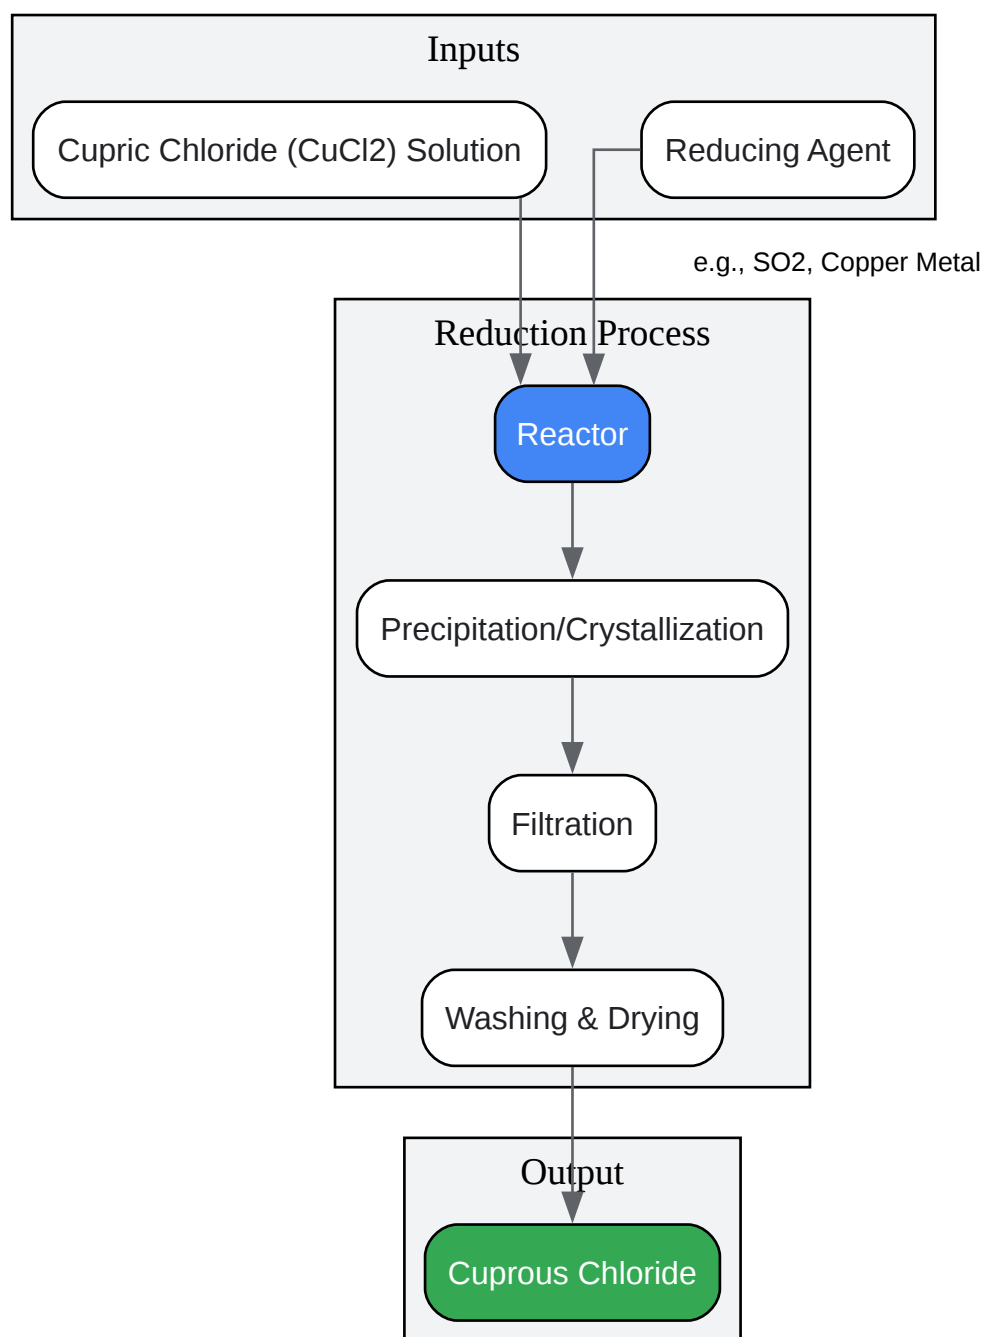 Inputs
Cupric Chloride (CuCl2) Solution
Reducing Agent
e.g., SO2, Copper Metal
Reduction Process
Reactor
Precipitation/Crystallization
Filtration
Washing & Drying
Output
Cuprous Chloride